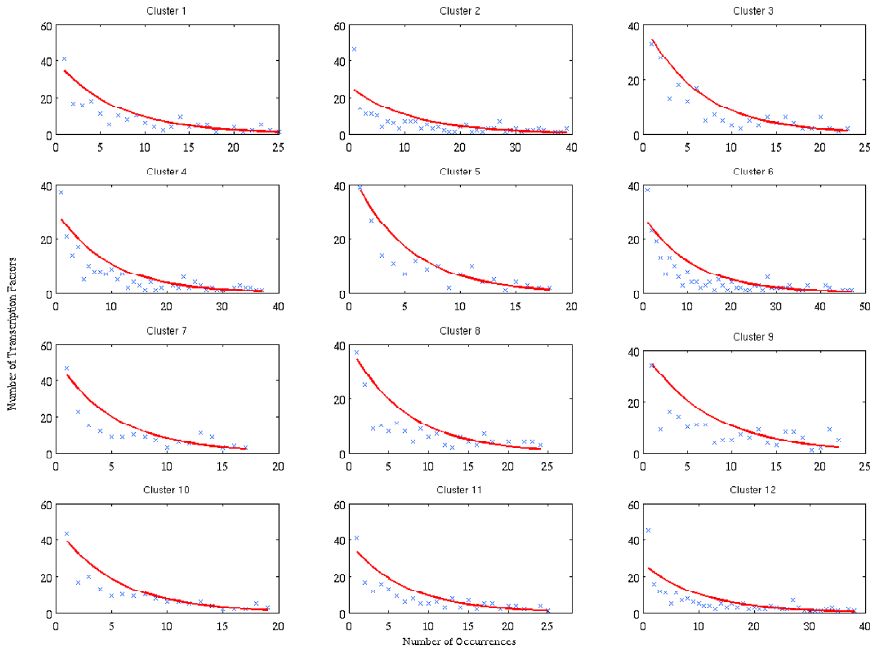 Cluster 1
60
40
20
0
0 5 10 15 20 25
Cluster 2
60
40
20
0
0 10 20 30 40
Cluster 3
40
20
0
0 5 10 15 20 25
Cluster 4
40
20
0
0 10 20 30 40
Cluster 5
40
20
0
0 5 10 15 20
Cluster 6
40
20
0
0 10 20 30 40 50
Cluster 7
60
40
20
0
0 5 10 15 20
Cluster 8
40
20
0
0 5 10 15 20 25
Cluster 9
40
20
0
0 5 10 15 20 25
Cluster 10
60
40
20
0
0 5 10 15 20
Cluster 11
60
40
20
0
0 5 10 15 20 25
Cluster 12
60
40
20
0
0 10 20 30 40
Number of Transcription Factors
Number of Occurrences